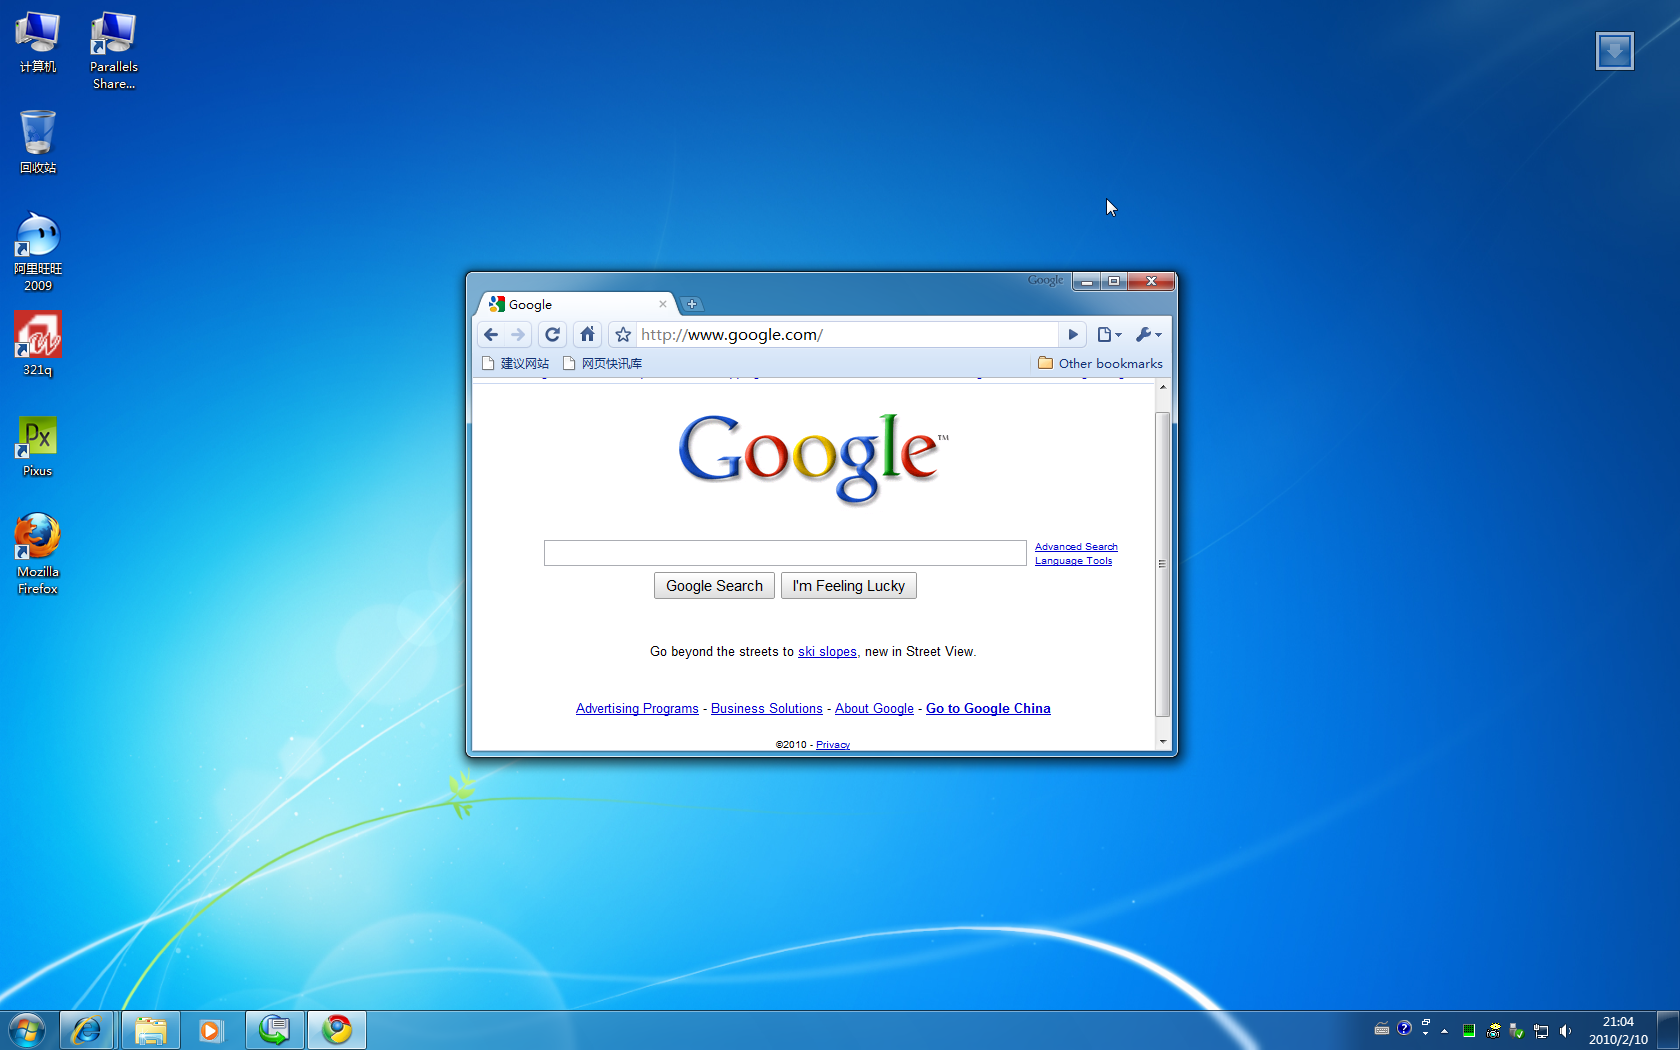 计算机
Parallels
Share...
回收站
阿里旺旺
2009
321q
Pixus
Mozilla
Firefox
Google
Google
http://www.google.com/
建议网站
网页快讯库
Other bookmarks
Google™
Advanced Search
Language Tools
Google Search
I'm Feeling Lucky
Go beyond the streets to ski slopes, new in Street View.
Advertising Programs - Business Solutions - About Google - Go to Google China
©2010 - Privacy
Px
21:04
2010/2/10